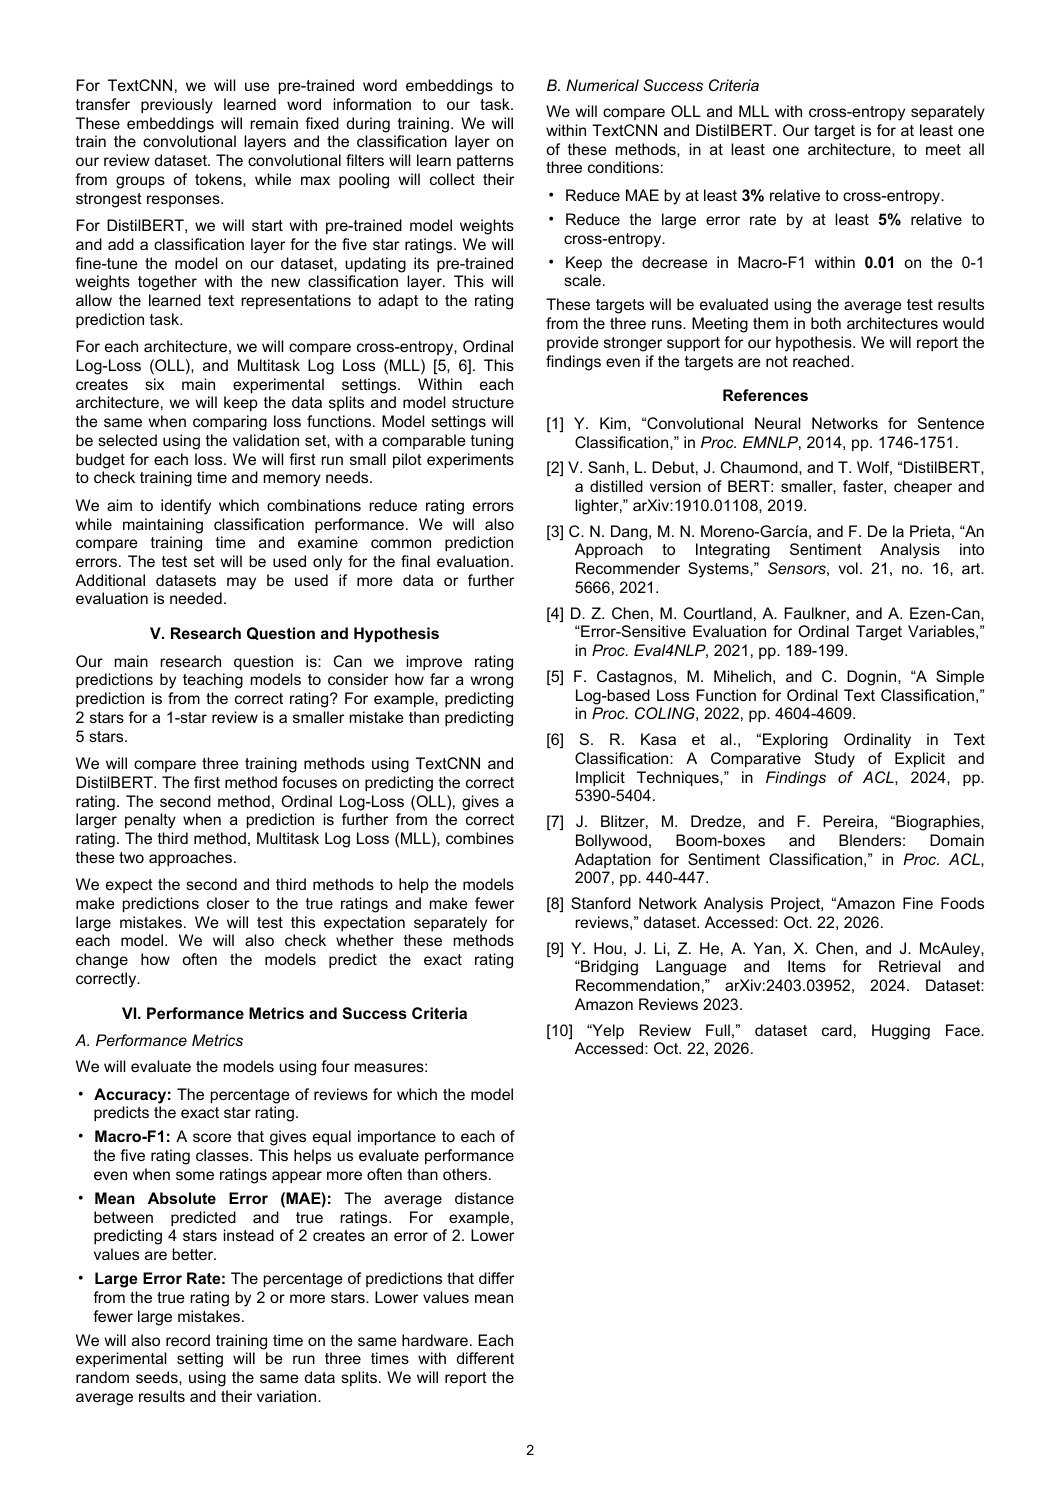 For TextCNN, we will use pre-trained word embeddings to
transfer previously learned word information to our task.
These embeddings will remain fixed during training. We will
train the convolutional layers and the classification layer on
our review dataset. The convolutional filters will learn patterns
from groups of tokens, while max pooling will collect their
strongest responses.
For DistilBERT, we will start with pre-trained model weights
and add a classification layer for the five star ratings. We will
fine-tune the model on our dataset, updating its pre-trained
weights together with the new classification layer. This will
allow the learned text representations to adapt to the rating
prediction task.
For each architecture, we will compare cross-entropy, Ordinal
Log-Loss (OLL), and Multitask Log Loss (MLL) [5, 6]. This
creates six main experimental settings. Within each
architecture, we will keep the data splits and model structure
the same when comparing loss functions. Model settings will
be selected using the validation set, with a comparable tuning
budget for each loss. We will first run small pilot experiments
to check training time and memory needs.
We aim to identify which combinations reduce rating errors
while maintaining classification performance. We will also
compare training time and examine common prediction
errors. The test set will be used only for the final evaluation.
Additional datasets may be used if more data or further
evaluation is needed.
V. Research Question and Hypothesis
Our main research question is: Can we improve rating
predictions by teaching models to consider how far a wrong
prediction is from the correct rating? For example, predicting
2 stars for a 1-star review is a smaller mistake than predicting
5 stars.
We will compare three training methods using TextCNN and
DistilBERT. The first method focuses on predicting the correct
rating. The second method, Ordinal Log-Loss (OLL), gives a
larger penalty when a prediction is further from the correct
rating. The third method, Multitask Log Loss (MLL), combines
these two approaches.
We expect the second and third methods to help the models
make predictions closer to the true ratings and make fewer
large mistakes. We will test this expectation separately for
each model. We will also check whether these methods
change how often the models predict the exact rating
correctly.
VI. Performance Metrics and Success Criteria
A. Performance Metrics
We will evaluate the models using four measures:
• Accuracy: The percentage of reviews for which the model
predicts the exact star rating.
• Macro-F1: A score that gives equal importance to each of
the five rating classes. This helps us evaluate performance
even when some ratings appear more often than others.
• Mean Absolute Error (MAE): The average distance
between predicted and true ratings. For example,
predicting 4 stars instead of 2 creates an error of 2. Lower
values are better.
• Large Error Rate: The percentage of predictions that differ
from the true rating by 2 or more stars. Lower values mean
fewer large mistakes.
We will also record training time on the same hardware. Each
experimental setting will be run three times with different
random seeds, using the same data splits. We will report the
average results and their variation.
B. Numerical Success Criteria
We will compare OLL and MLL with cross-entropy separately
within TextCNN and DistilBERT. Our target is for at least one
of these methods, in at least one architecture, to meet all
three conditions:
• Reduce MAE by at least 3% relative to cross-entropy.
• Reduce the large error rate by at least 5% relative to
cross-entropy.
• Keep the decrease in Macro-F1 within 0.01 on the 0-1
scale.
These targets will be evaluated using the average test results
from the three runs. Meeting them in both architectures would
provide stronger support for our hypothesis. We will report the
findings even if the targets are not reached.
References
[1] Y. Kim, “Convolutional Neural Networks for Sentence
Classification,” in Proc. EMNLP, 2014, pp. 1746-1751.
[2] V. Sanh, L. Debut, J. Chaumond, and T. Wolf, “DistilBERT,
a distilled version of BERT: smaller, faster, cheaper and
lighter,” arXiv:1910.01108, 2019.
[3] C. N. Dang, M. N. Moreno-García, and F. De la Prieta, “An
Approach to Integrating Sentiment Analysis into
Recommender Systems,” Sensors, vol. 21, no. 16, art.
5666, 2021.
[4] D. Z. Chen, M. Courtland, A. Faulkner, and A. Ezen-Can,
“Error-Sensitive Evaluation for Ordinal Target Variables,”
in Proc. Eval4NLP, 2021, pp. 189-199.
[5] F. Castagnos, M. Mihelich, and C. Dognin, “A Simple
Log-based Loss Function for Ordinal Text Classification,”
in Proc. COLING, 2022, pp. 4604-4609.
[6] S. R. Kasa et al., “Exploring Ordinality in Text
Classification: A Comparative Study of Explicit and
Implicit Techniques,” in Findings of ACL, 2024, pp.
5390-5404.
[7] J. Blitzer, M. Dredze, and F. Pereira, “Biographies,
Bollywood, Boom-boxes and Blenders: Domain
Adaptation for Sentiment Classification,” in Proc. ACL,
2007, pp. 440-447.
[8] Stanford Network Analysis Project, “Amazon Fine Foods
reviews,” dataset. Accessed: Oct. 22, 2026.
[9] Y. Hou, J. Li, Z. He, A. Yan, X. Chen, and J. McAuley,
“Bridging Language and Items for Retrieval and
Recommendation,” arXiv:2403.03952, 2024. Dataset:
Amazon Reviews 2023.
[10] “Yelp Review Full,” dataset card, Hugging Face.
Accessed: Oct. 22, 2026.
2